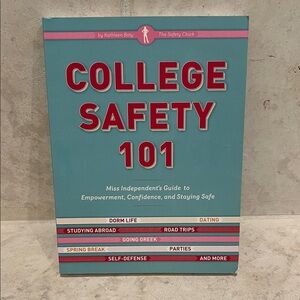 by Kathleen Baty The Safety Chick
COLLEGE
SAFETY
101
Miss Independent's Guide to
Empowerment, Confidence, and Staying Safe
DORM LIFE DATING
STUDYING ABROAD ROAD TRIPS
GOING GREEK
SPRING BREAK PARTIES
SELF-DEFENSE AND MORE